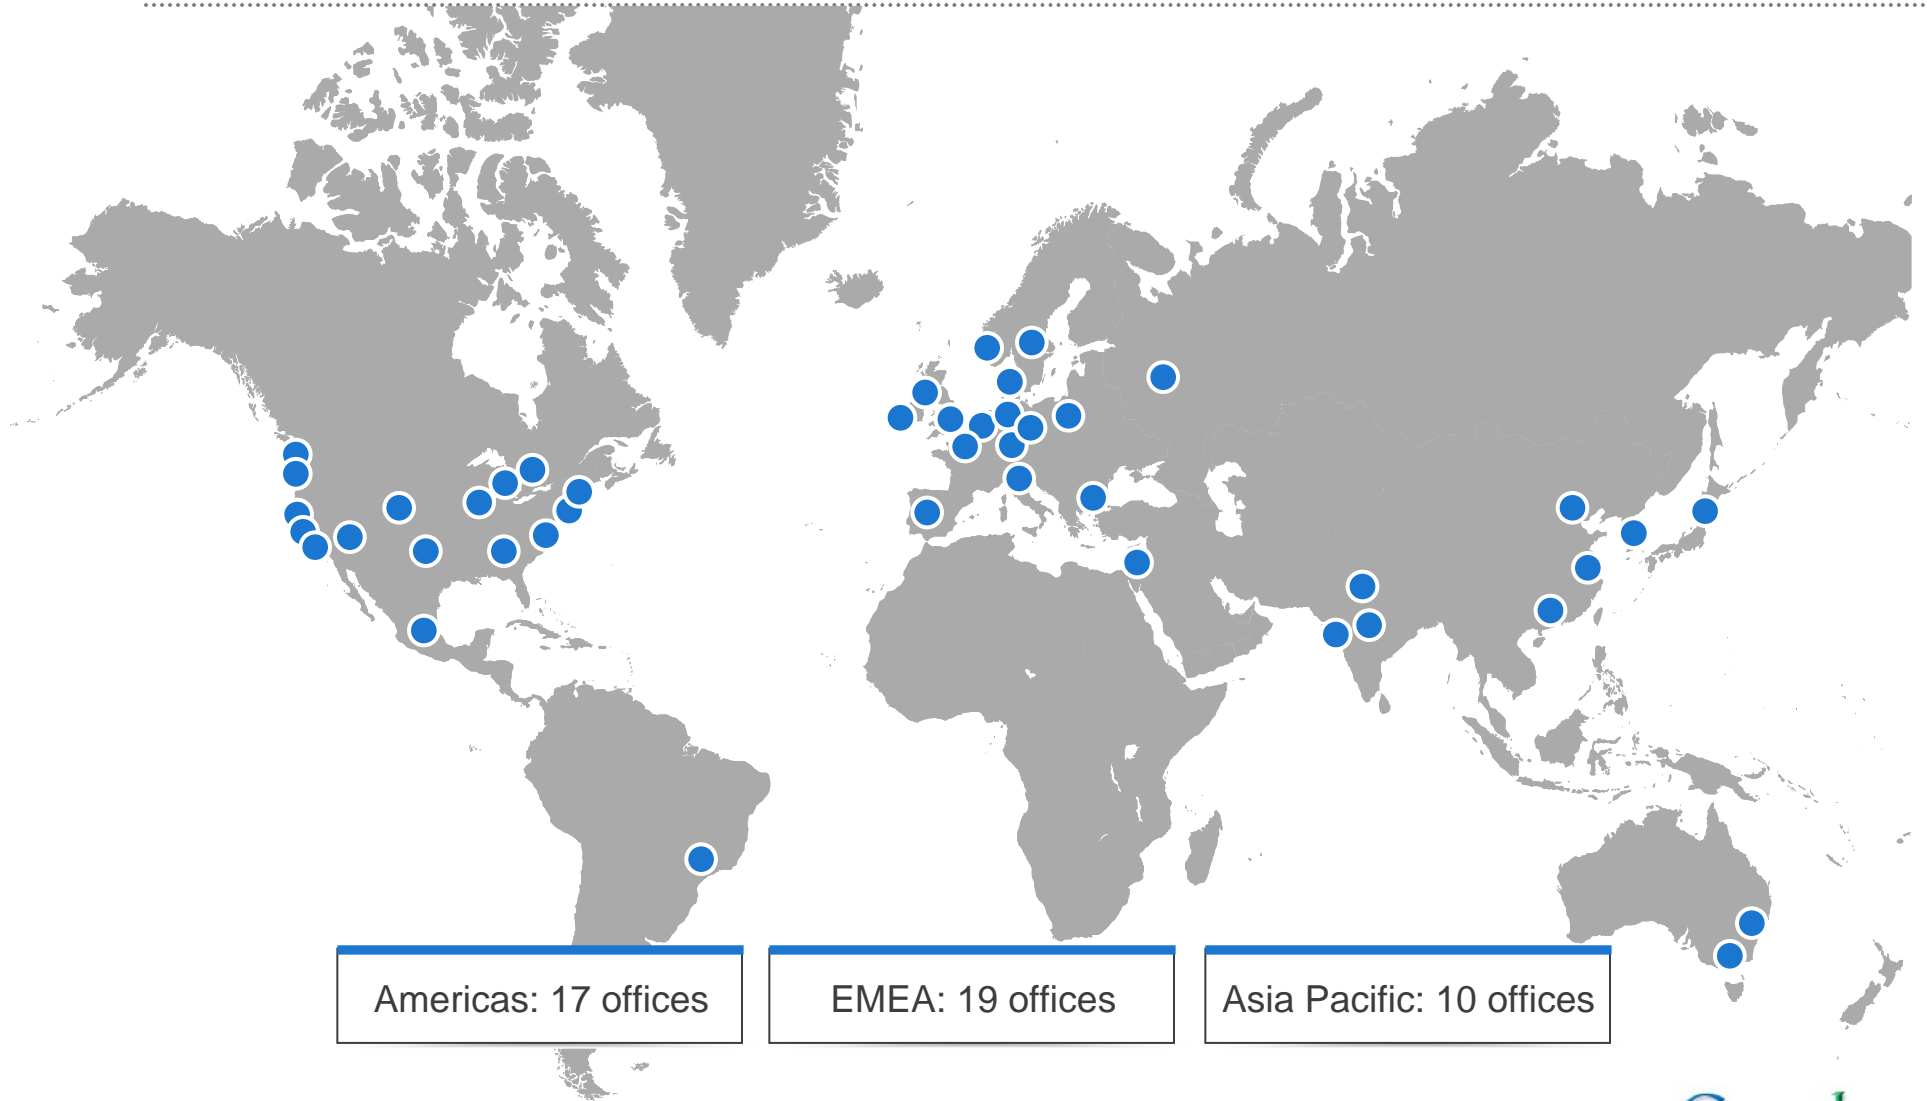 Americas: 17 offices
EMEA: 19 offices
Asia Pacific: 10 offices